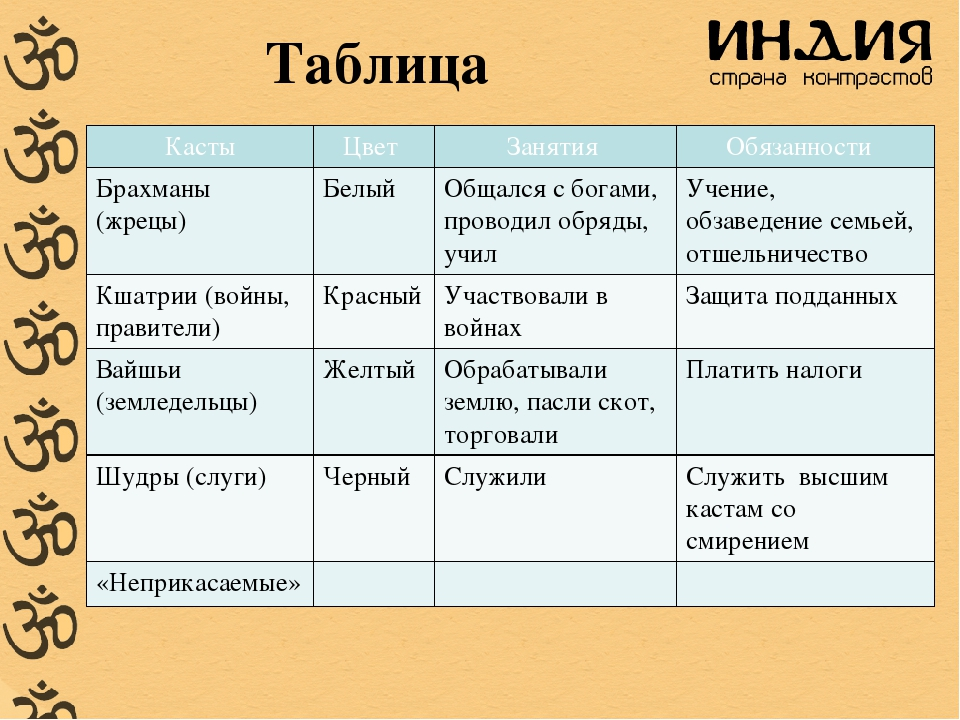 Таблица
ИНДИЯ
страна контрастов
Касты Цвет Занятия Обязанности
Брахманы Белый Общался с богами, Учение,
(жрецы) проводил обряды, обзаведение семьей,
учил отшельничество
Кшатрии (войны, Красный Участвовали в Защита подданных
правители) войнах
Вайшьи Желтый Обрабатывали Платить налоги
(земледельцы) землю, пасли скот,
торговали
Шудры (слуги) Черный Служили Служить высшим
кастам со
смирением
«Неприкасаемые»
ॐ
ॐ
ॐ
ॐ
ॐ
ॐ
ॐ
ॐ